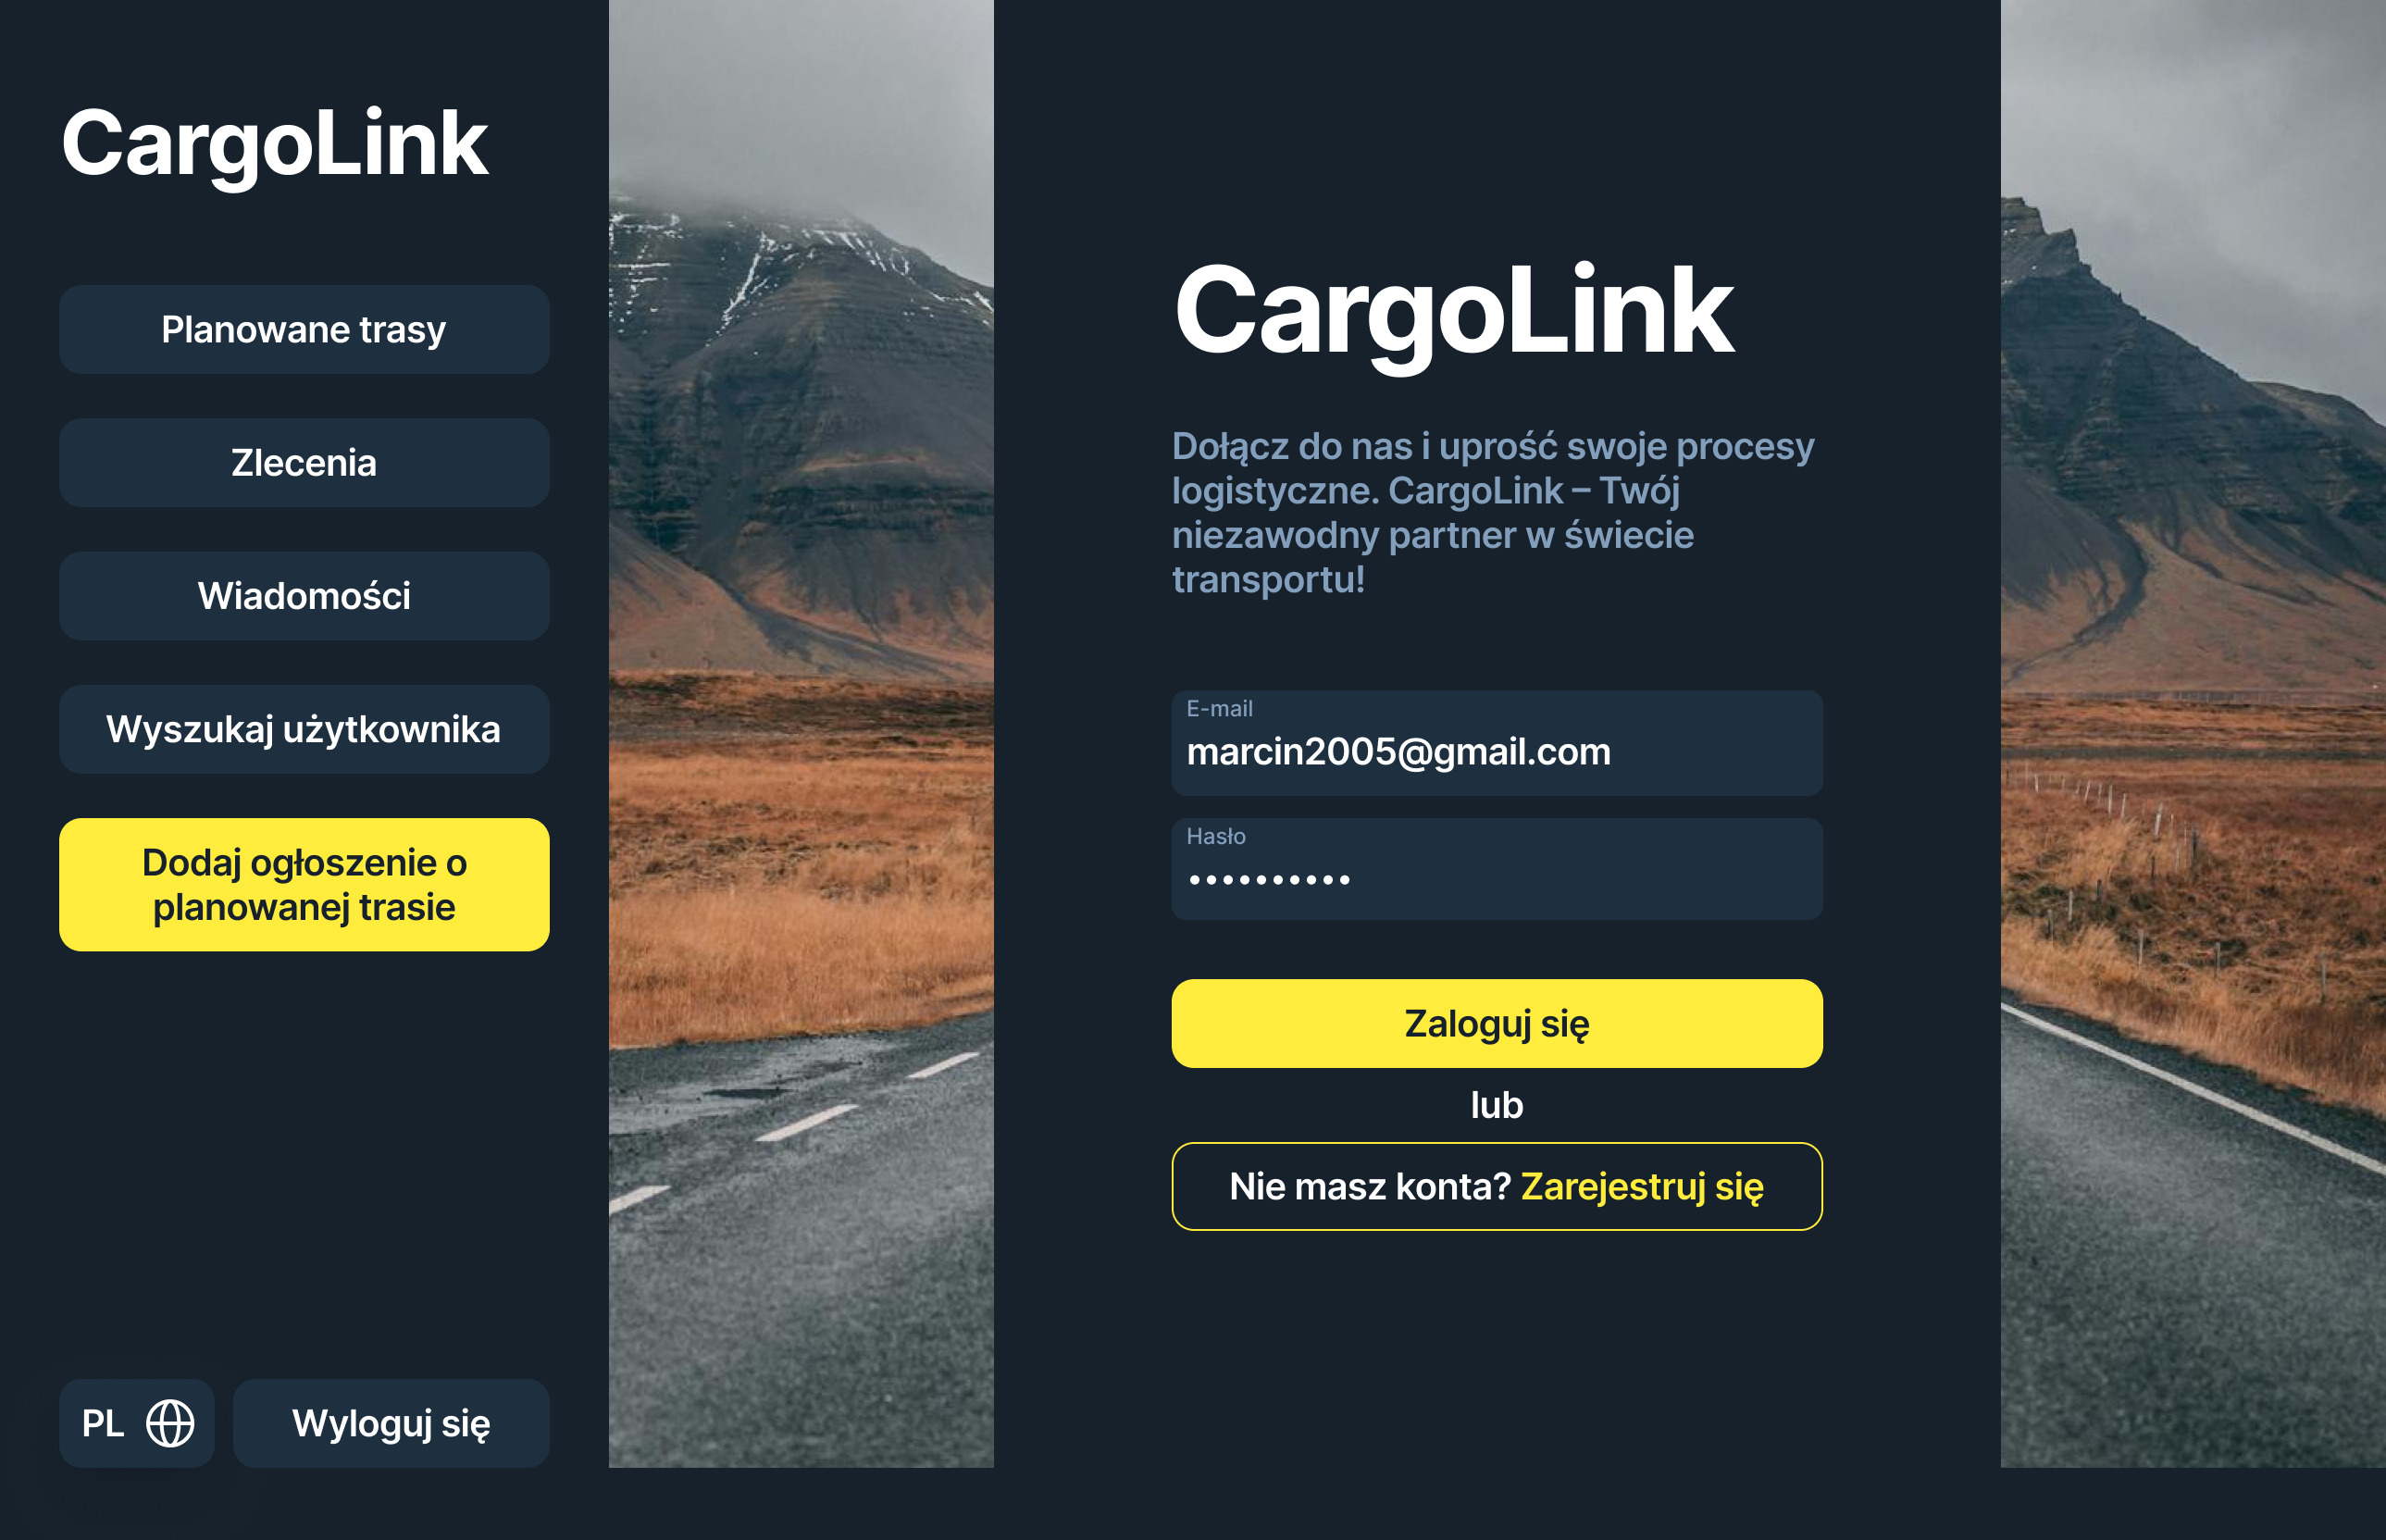 CargoLink
Planowane trasy
Zlecenia
Wiadomości
Wyszukaj użytkownika
Dodaj ogłoszenie o
planowanej trasie
PL
Wyloguj się
CargoLink
Dołącz do nas i uprość swoje procesy
logistyczne. CargoLink – Twój
niezawodny partner w świecie
transportu!
E-mail
marcin2005@gmail.com
Hasło
••••••••••
Zaloguj się
lub
Nie masz konta? Zarejestruj się